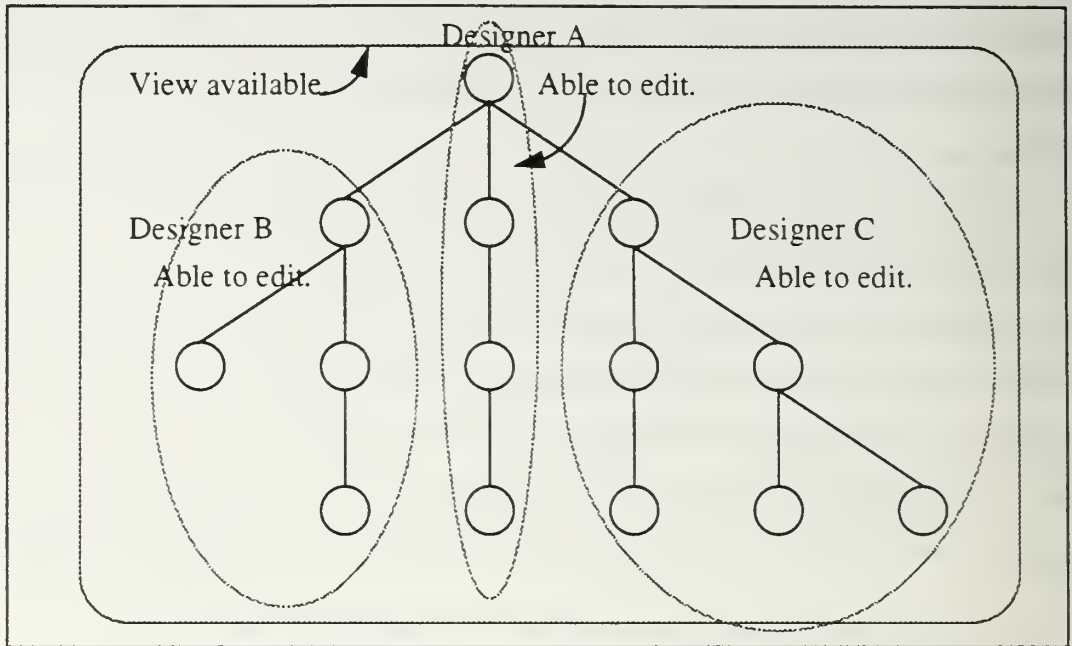 Designer A
View available
Able to edit.
Designer B
Able to edit.
Designer C
Able to edit.